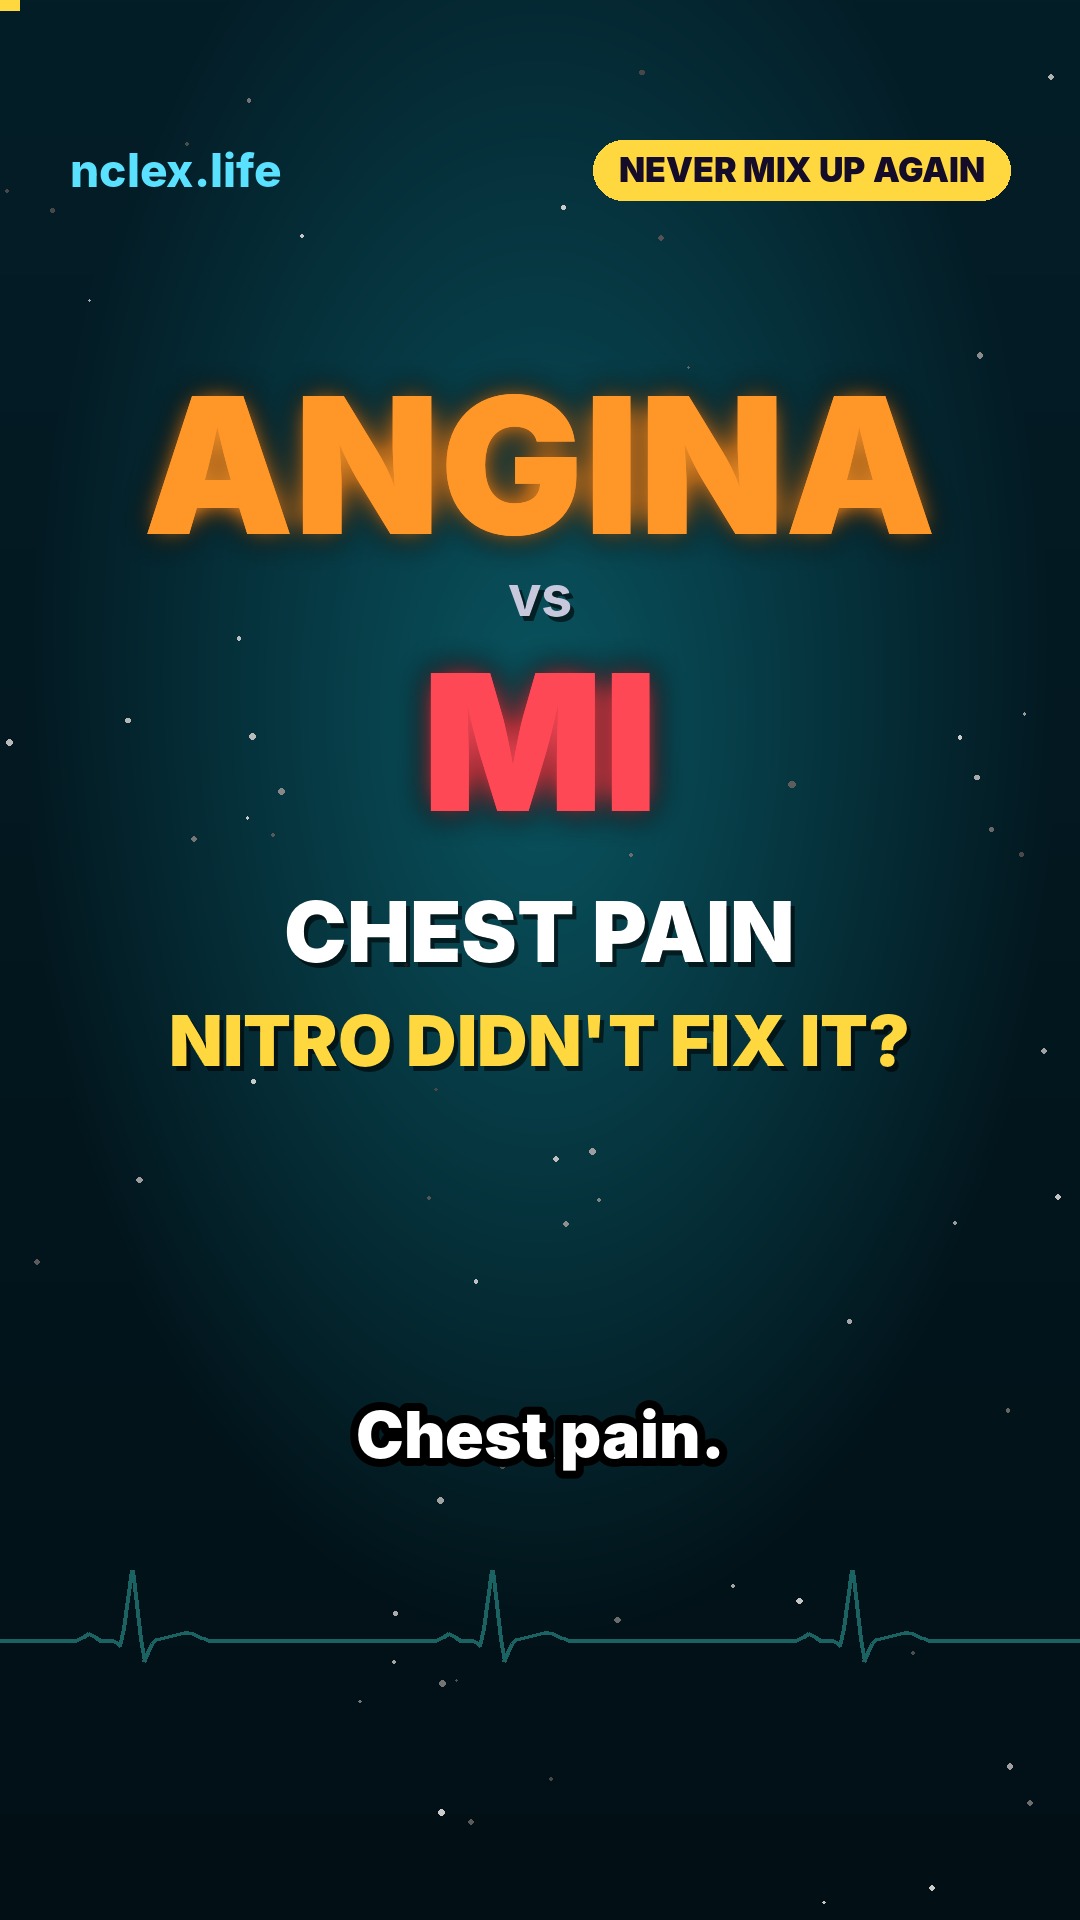 nclex.life
NEVER MIX UP AGAIN
ANGINA
vs
MI
CHEST PAIN
NITRO DIDN'T FIX IT?
Chest pain.